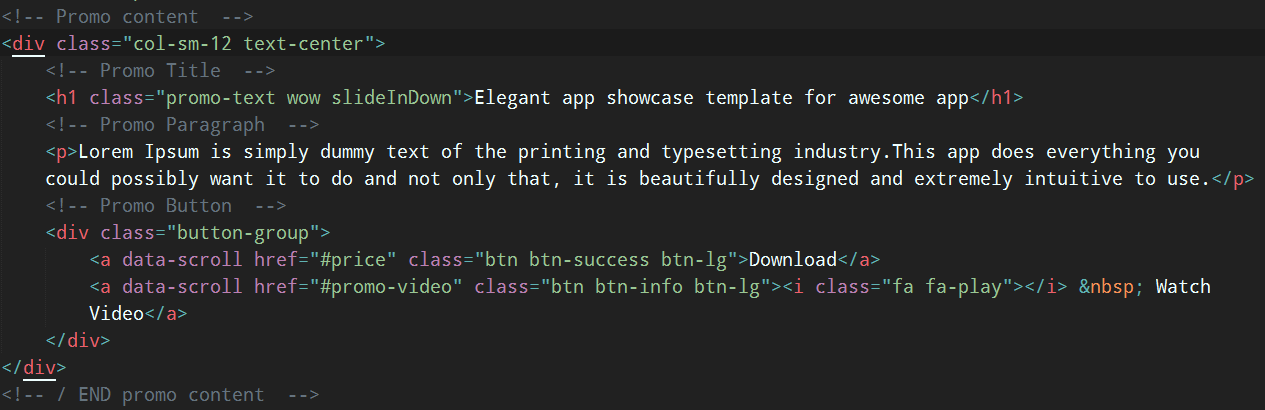 <!-- Promo content  -->
<div class="col-sm-12 text-center">
    <!-- Promo Title  -->
    <h1 class="promo-text wow slideInDown">Elegant app showcase template for awesome app</h1>
    <!-- Promo Paragraph  -->
    <p>Lorem Ipsum is simply dummy text of the printing and typesetting industry.This app does everything you
    could possibly want it to do and not only that, it is beautifully designed and extremely intuitive to use.</p>
    <!-- Promo Button  -->
    <div class="button-group">
        <a data-scroll href="#price" class="btn btn-success btn-lg">Download</a>
        <a data-scroll href="#promo-video" class="btn btn-info btn-lg"><i class="fa fa-play"></i> &nbsp; Watch
        Video</a>
    </div>
</div>
<!-- / END promo content  -->